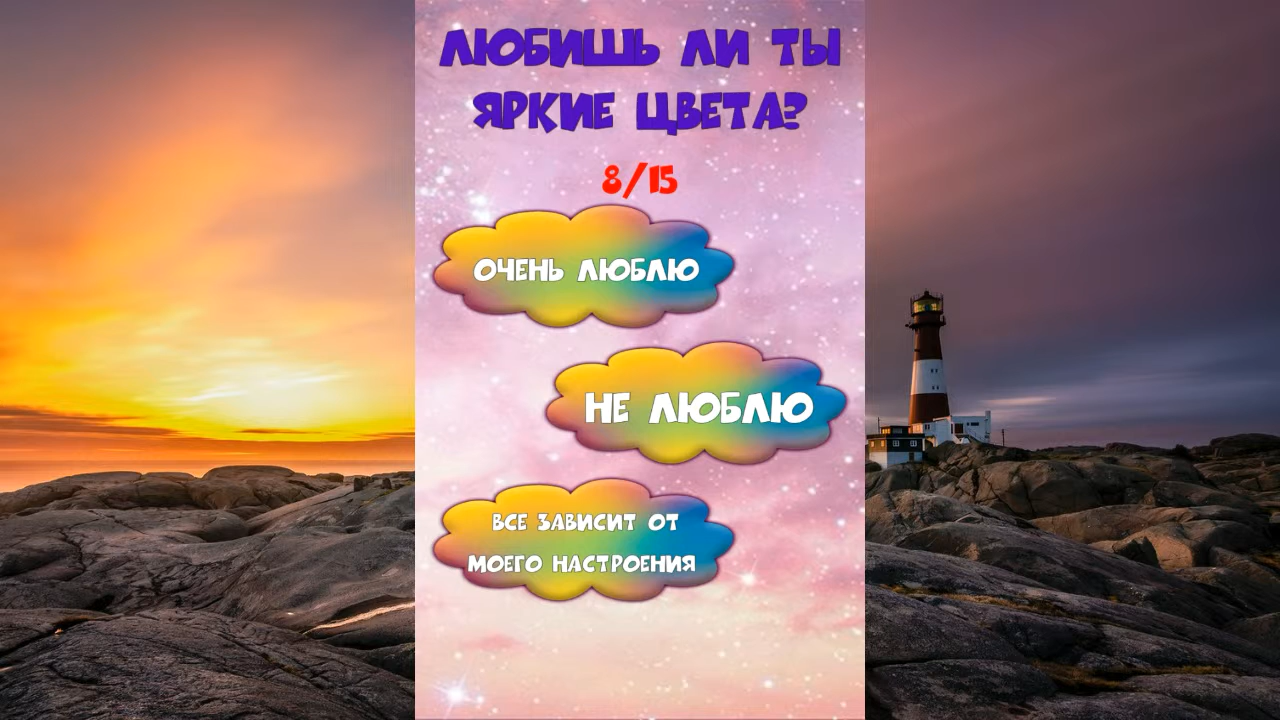 ЛЮБИШЬ ЛИ ТЫ
ЯРКИЕ ЦВЕТА?
8/15
ОЧЕНЬ ЛЮБЛЮ
НЕ ЛЮБЛЮ
ВСЕ ЗАВИСИТ ОТ
МОЕГО НАСТРОЕНИЯ